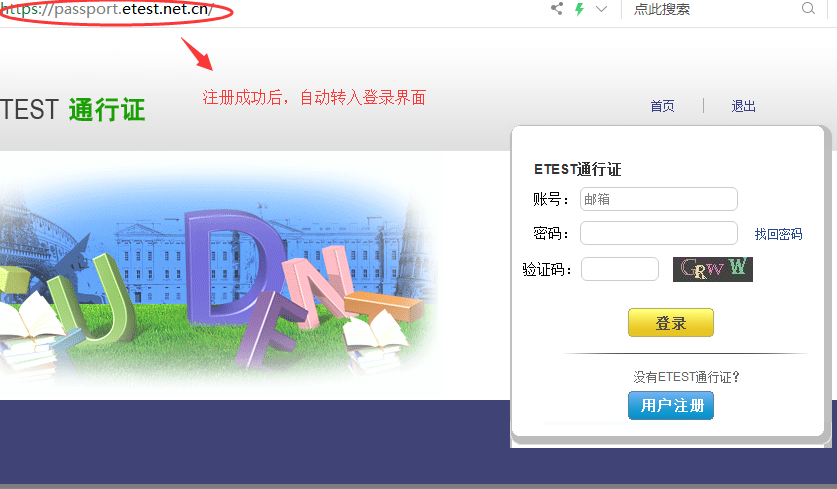 https://passport.etest.net.cn/
点此搜索
注册成功后，自动转入登录界面
TEST 通行证
首页
退出
ETEST通行证
账号：
邮箱
密码：
找回密码
验证码：
GRWW
登录
没有ETEST通行证？
用户注册